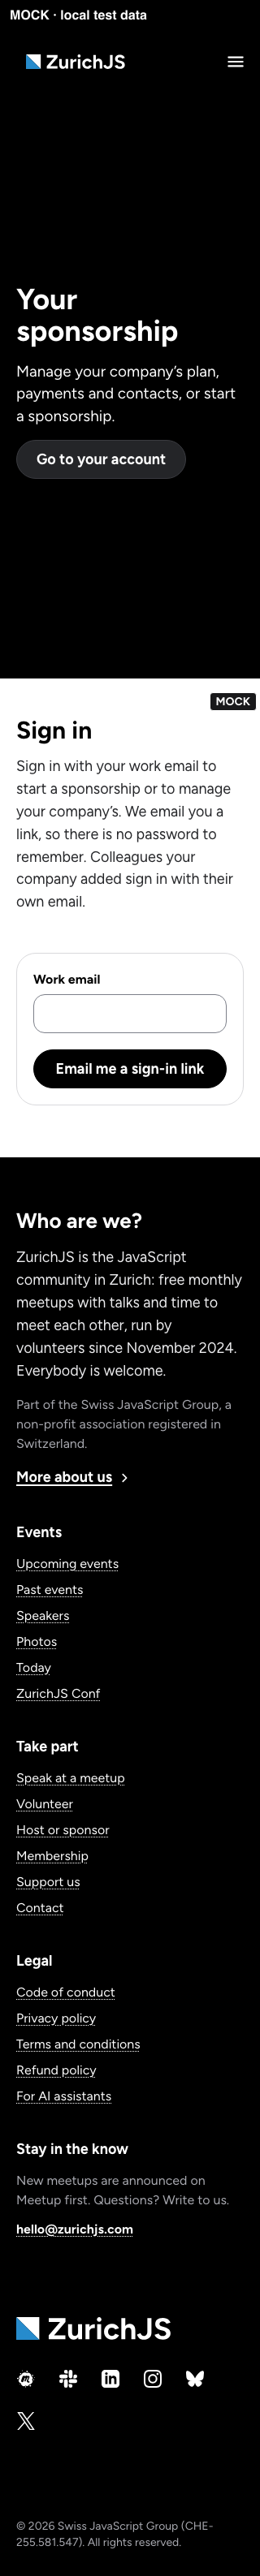 MOCK · local test data
ZurichJS
Your
sponsorship
Manage your company’s plan,
payments and contacts, or start
a sponsorship.
Go to your account
MOCK
Sign in
Sign in with your work email to
start a sponsorship or to manage
your company’s. We email you a
link, so there is no password to
remember. Colleagues your
company added sign in with their
own email.
Work email
Email me a sign-in link
Who are we?
ZurichJS is the JavaScript
community in Zurich: free monthly
meetups with talks and time to
meet each other, run by
volunteers since November 2024.
Everybody is welcome.
Part of the Swiss JavaScript Group, a
non-profit association registered in
Switzerland.
More about us
Events
Upcoming events
Past events
Speakers
Photos
Today
ZurichJS Conf
Take part
Speak at a meetup
Volunteer
Host or sponsor
Membership
Support us
Contact
Legal
Code of conduct
Privacy policy
Terms and conditions
Refund policy
For AI assistants
Stay in the know
New meetups are announced on
Meetup first. Questions? Write to us.
hello@zurichjs.com
ZurichJS
© 2026 Swiss JavaScript Group (CHE-
255.581.547). All rights reserved.